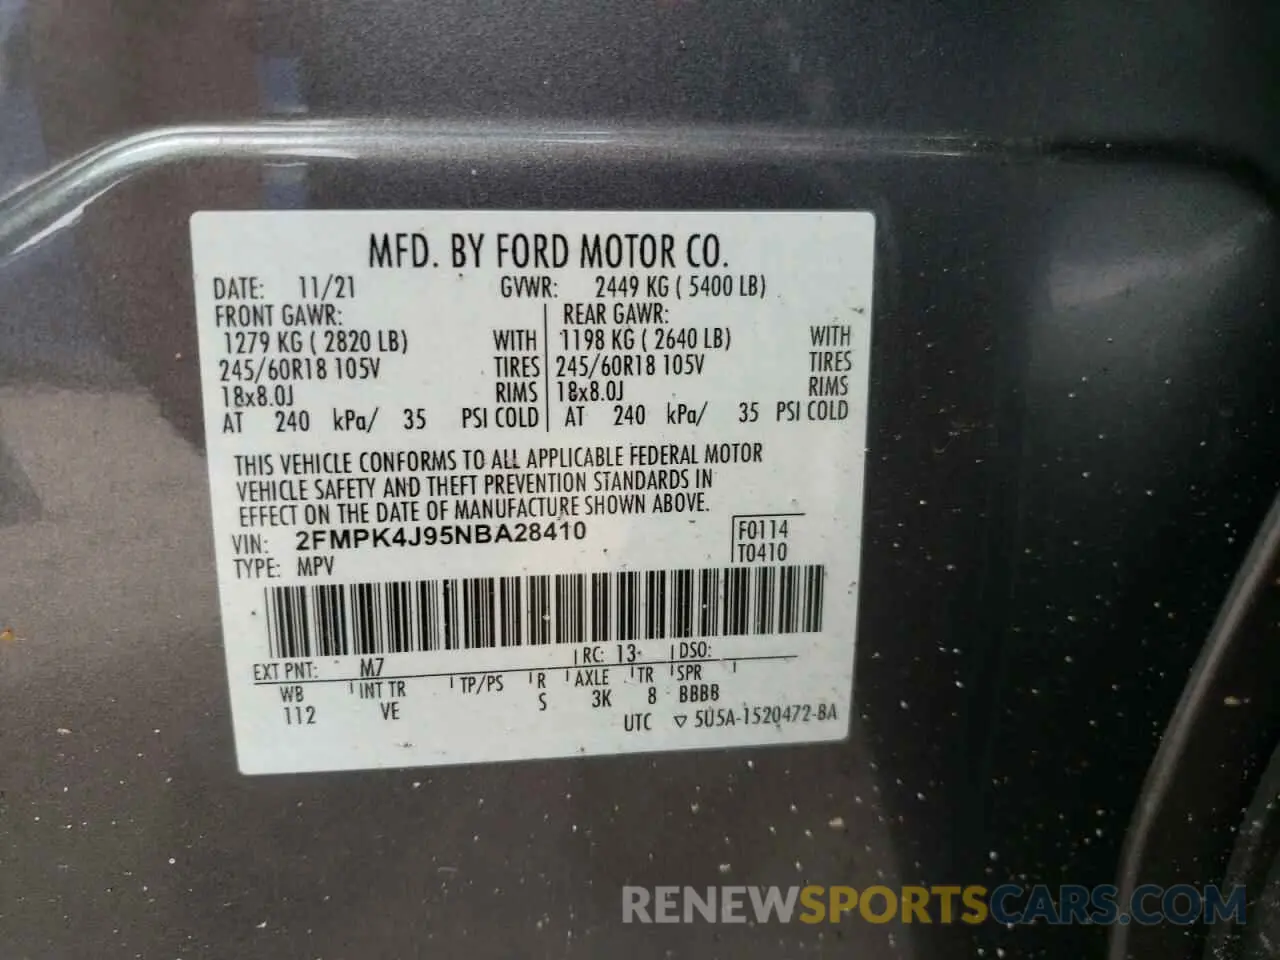 MFD. BY FORD MOTOR CO.
DATE: 11/21 GVWR: 2449 KG ( 5400 LB)
FRONT GAWR: REAR GAWR:
1279 KG ( 2820 LB) WITH 1198 KG ( 2640 LB) WITH
245/60R18 105V TIRES 245/60R18 105V TIRES
18x8.0J RIMS 18x8.0J RIMS
AT 240 kPa/ 35 PSI COLD AT 240 kPa/ 35 PSI COLD
THIS VEHICLE CONFORMS TO ALL APPLICABLE FEDERAL MOTOR
VEHICLE SAFETY AND THEFT PREVENTION STANDARDS IN
EFFECT ON THE DATE OF MANUFACTURE SHOWN ABOVE.
VIN: 2FMPK4J95NBA28410 F0114
TYPE: MPV T0410
EXT PNT: M7 RC: 13 DSO:
WB INT TR TP/PS R AXLE TR SPR
112 VE S 3K 8 BBBB
UTC ▽ 5U5A-1520472-BA
RENEWSPORTSCARS.COM